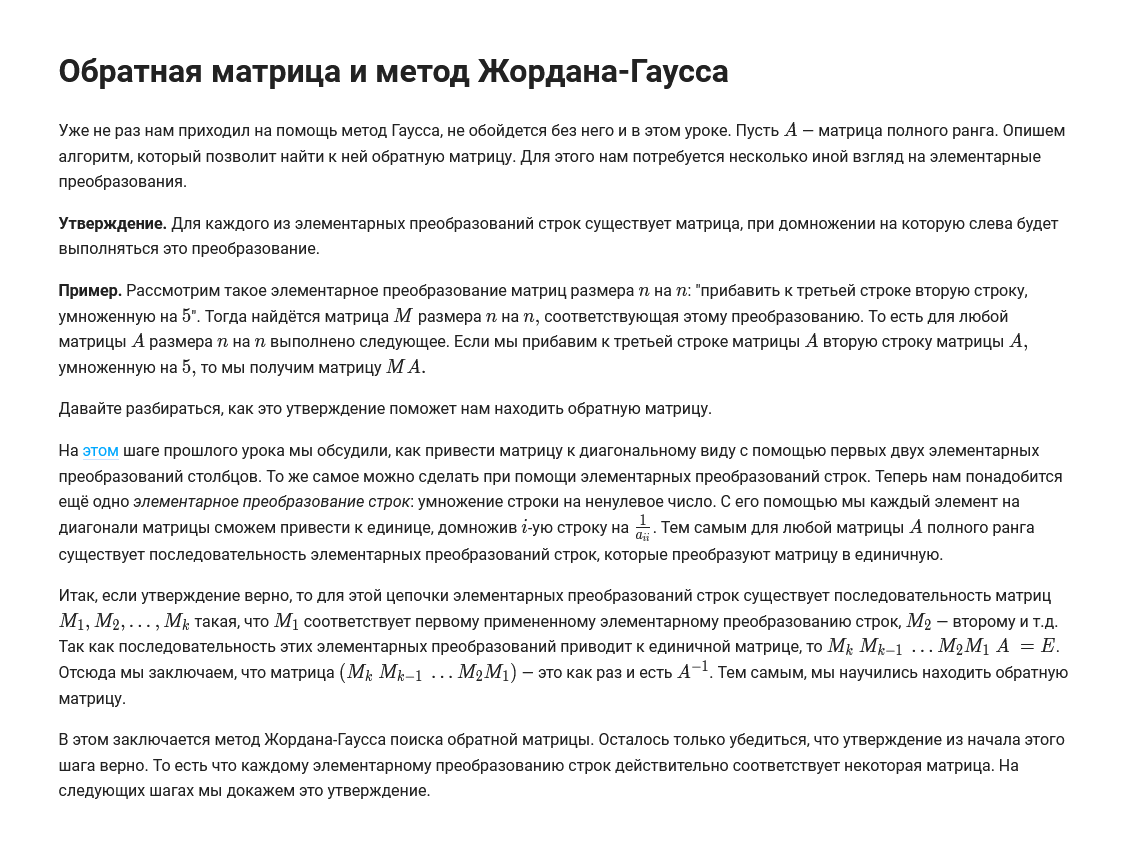 Обратная матрица и метод Жордана-Гаусса
Уже не раз нам приходил на помощь метод Гаусса, не обойдется без него и в этом уроке. Пусть A — матрица полного ранга. Опишем
алгоритм, который позволит найти к ней обратную матрицу. Для этого нам потребуется несколько иной взгляд на элементарные
преобразования.
Утверждение. Для каждого из элементарных преобразований строк существует матрица, при домножении на которую слева будет
выполняться это преобразование.
Пример. Рассмотрим такое элементарное преобразование матриц размера n на n: "прибавить к третьей строке вторую строку,
умноженную на 5". Тогда найдётся матрица M размера n на n, соответствующая этому преобразованию. То есть для любой
матрицы A размера n на n выполнено следующее. Если мы прибавим к третьей строке матрицы A вторую строку матрицы A,
умноженную на 5, то мы получим матрицу MA.
Давайте разбираться, как это утверждение поможет нам находить обратную матрицу.
На этом шаге прошлого урока мы обсудили, как привести матрицу к диагональному виду с помощью первых двух элементарных
преобразований столбцов. То же самое можно сделать при помощи элементарных преобразований строк. Теперь нам понадобится
ещё одно элементарное преобразование строк: умножение строки на ненулевое число. С его помощью мы каждый элемент на
диагонали матрицы сможем привести к единице, домножив i-ую строку на $\frac{1}{a_{ii}}$. Тем самым для любой матрицы A полного ранга
существует последовательность элементарных преобразований строк, которые преобразуют матрицу в единичную.
Итак, если утверждение верно, то для этой цепочки элементарных преобразований строк существует последовательность матриц
$M_1, M_2, \ldots, M_k$ такая, что $M_1$ соответствует первому примененному элементарному преобразованию строк, $M_2$ — второму и т.д.
Так как последовательность этих элементарных преобразований приводит к единичной матрице, то $M_k \ M_{k-1} \ \ldots M_2 M_1 \ A \ = E$.
Отсюда мы заключаем, что матрица $(M_k \ M_{k-1} \ \ldots M_2 M_1)$ — это как раз и есть $A^{-1}$. Тем самым, мы научились находить обратную
матрицу.
В этом заключается метод Жордана-Гаусса поиска обратной матрицы. Осталось только убедиться, что утверждение из начала этого
шага верно. То есть что каждому элементарному преобразованию строк действительно соответствует некоторая матрица. На
следующих шагах мы докажем это утверждение.